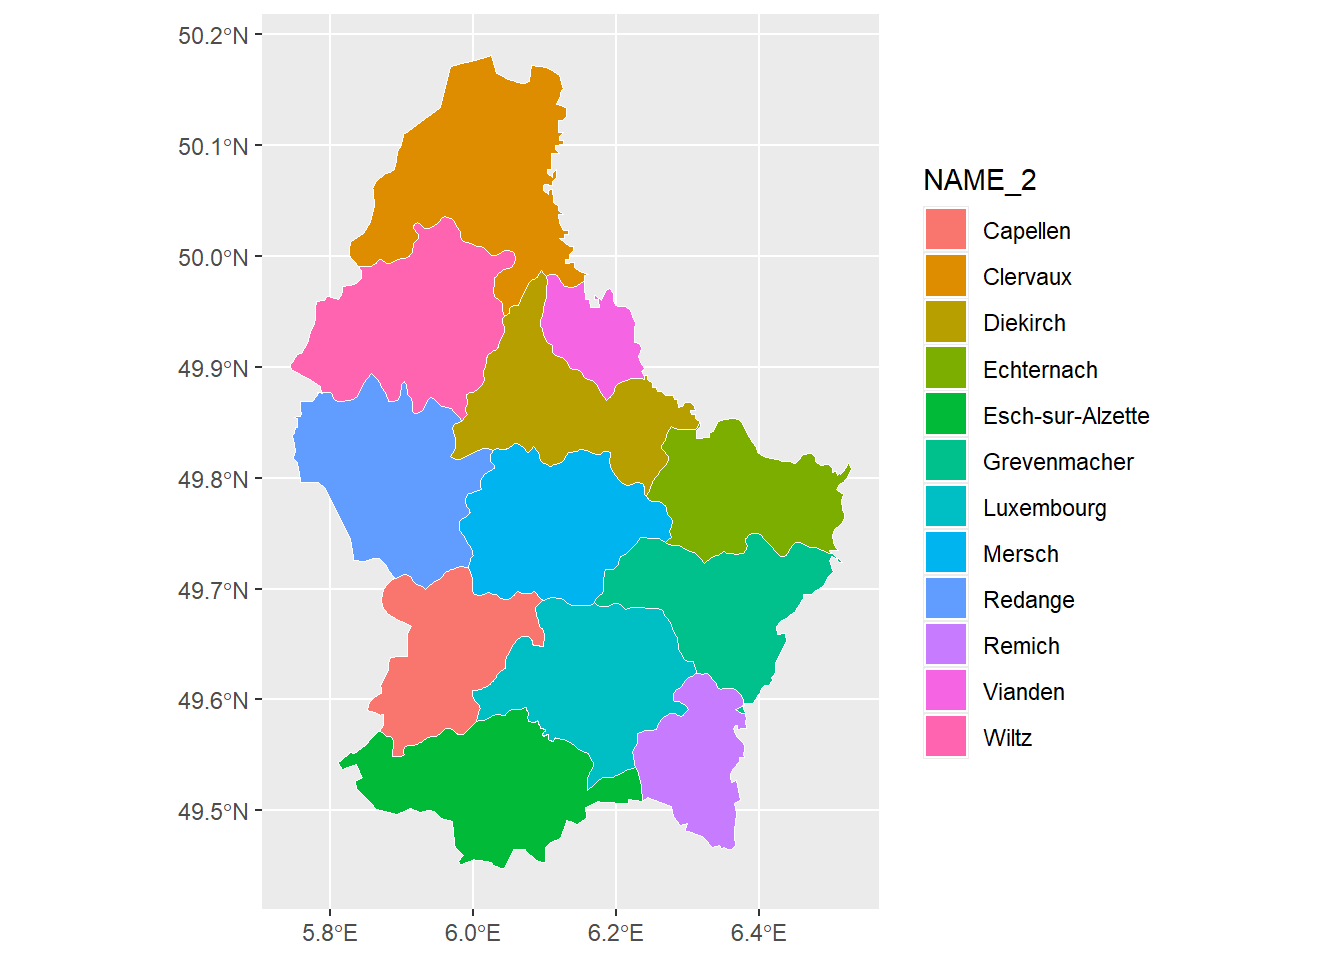 50.2°N
50.1°N
50.0°N
49.9°N
49.8°N
49.7°N
49.6°N
49.5°N
5.8°E 6.0°E 6.2°E 6.4°E
NAME_2
Capellen
Clervaux
Diekirch
Echternach
Esch-sur-Alzette
Grevenmacher
Luxembourg
Mersch
Redange
Remich
Vianden
Wiltz